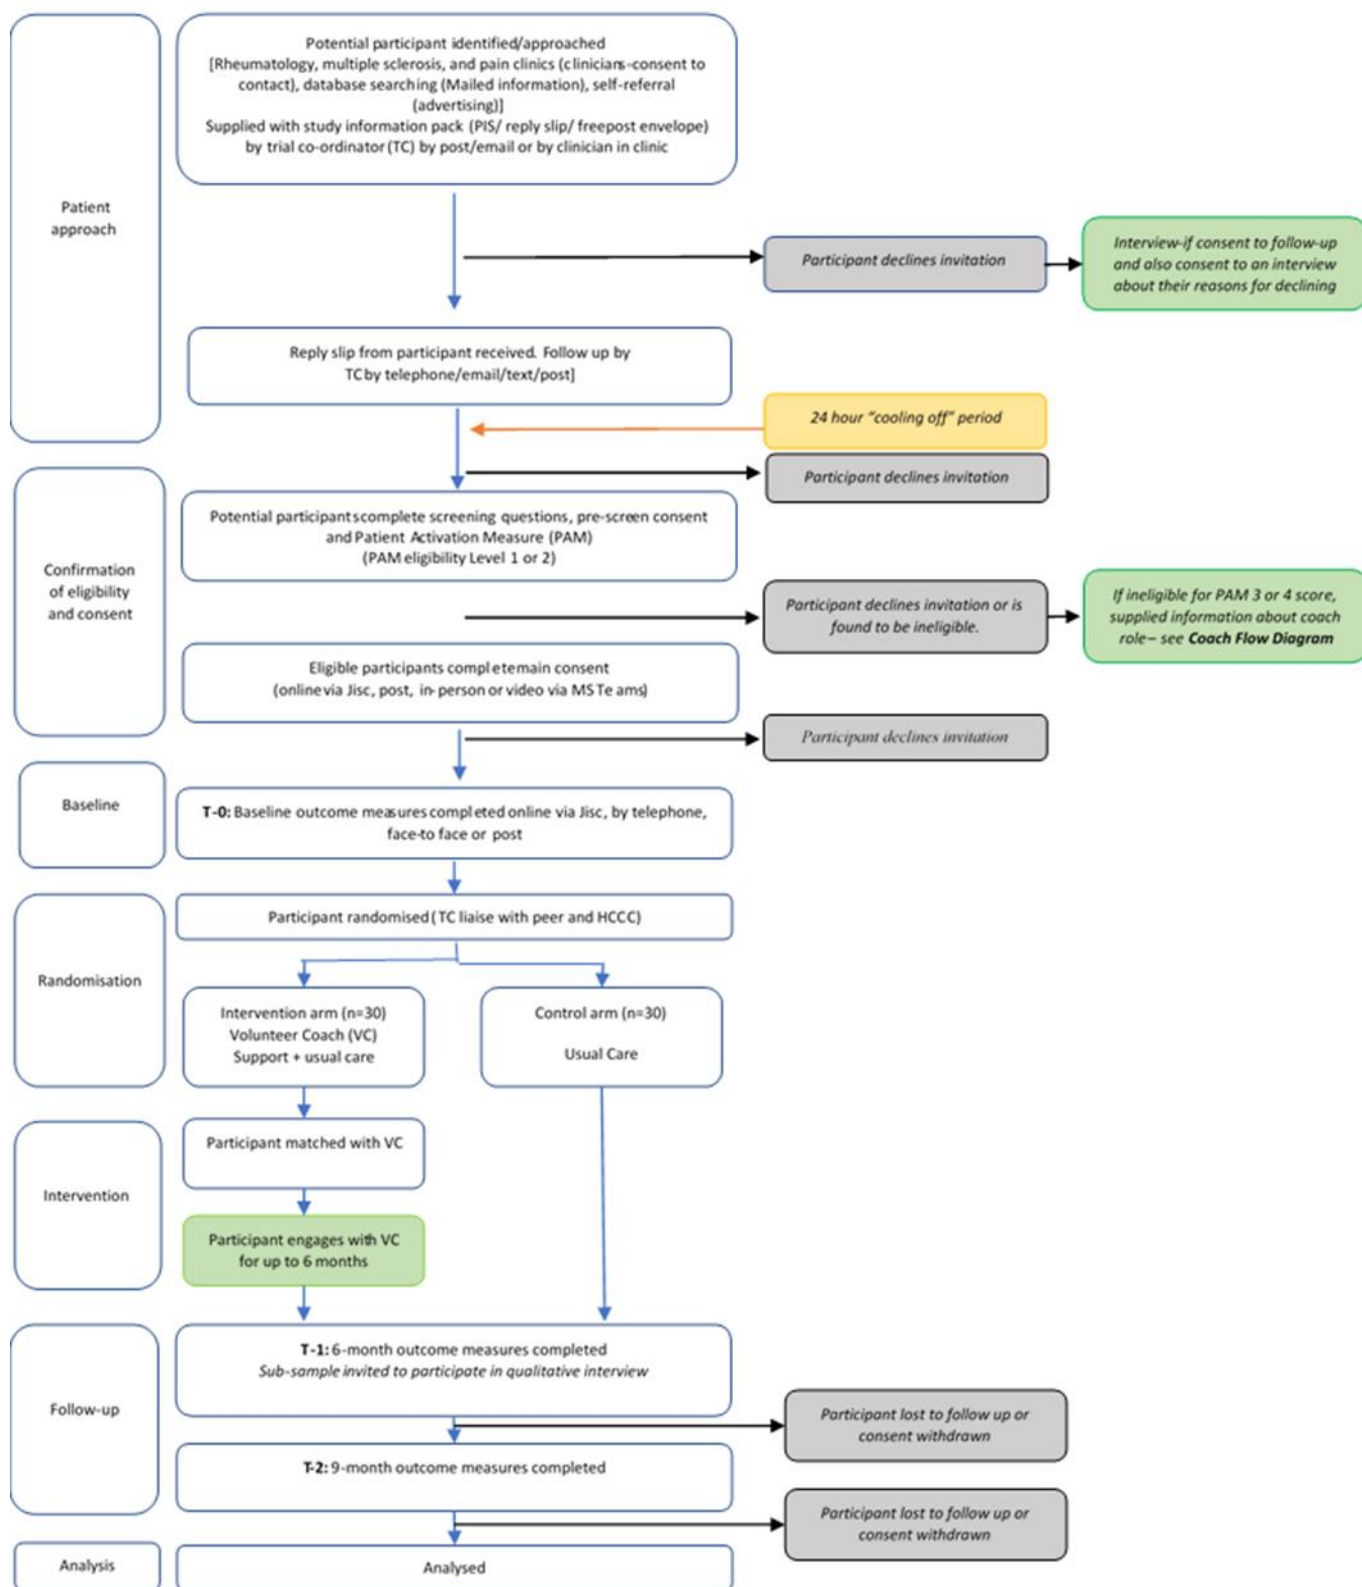 Potential participant identified/approached
[Rheumatology, multiple sclerosis, and pain clinics (clinicians-consent to
contact), database searching (Mailed information), self-referral
(advertising)]
Supplied with study information pack (PIS/ reply slip/ freepost envelope)
by trial co-ordinator (TC) by post/email or by clinician in clinic
Patient
approach
Participant declines invitation
Interview-if consent to follow-up
and also consent to an interview
about their reasons for declining
Reply slip from participant received. Follow up by
TC by telephone/email/text/post]
24 hour “cooling off” period
Participant declines invitation
Confirmation
of eligibility
and consent
Potential participants complete screening questions, pre-screen consent
and Patient Activation Measure (PAM)
(PAM eligibility Level 1 or 2)
Participant declines invitation or is
found to be ineligible.
If ineligible for PAM 3 or 4 score,
supplied information about coach
role– see Coach Flow Diagram
Eligible participants complete main consent
(online via Jisc, post, in-person or video via MS Teams)
Participant declines invitation
Baseline
T-0: Baseline outcome measures completed online via Jisc, by telephone,
face-to face or post
Randomisation
Participant randomised (TC liaise with peer and HCCC)
Intervention arm (n=30)
Volunteer Coach (VC)
Support + usual care
Control arm (n=30)
Usual Care
Intervention
Participant matched with VC
Participant engages with VC
for up to 6 months
Follow-up
T-1: 6-month outcome measures completed
Sub-sample invited to participate in qualitative interview
Participant lost to follow up or
consent withdrawn
T-2: 9-month outcome measures completed
Participant lost to follow up or
consent withdrawn
Analysis
Analysed